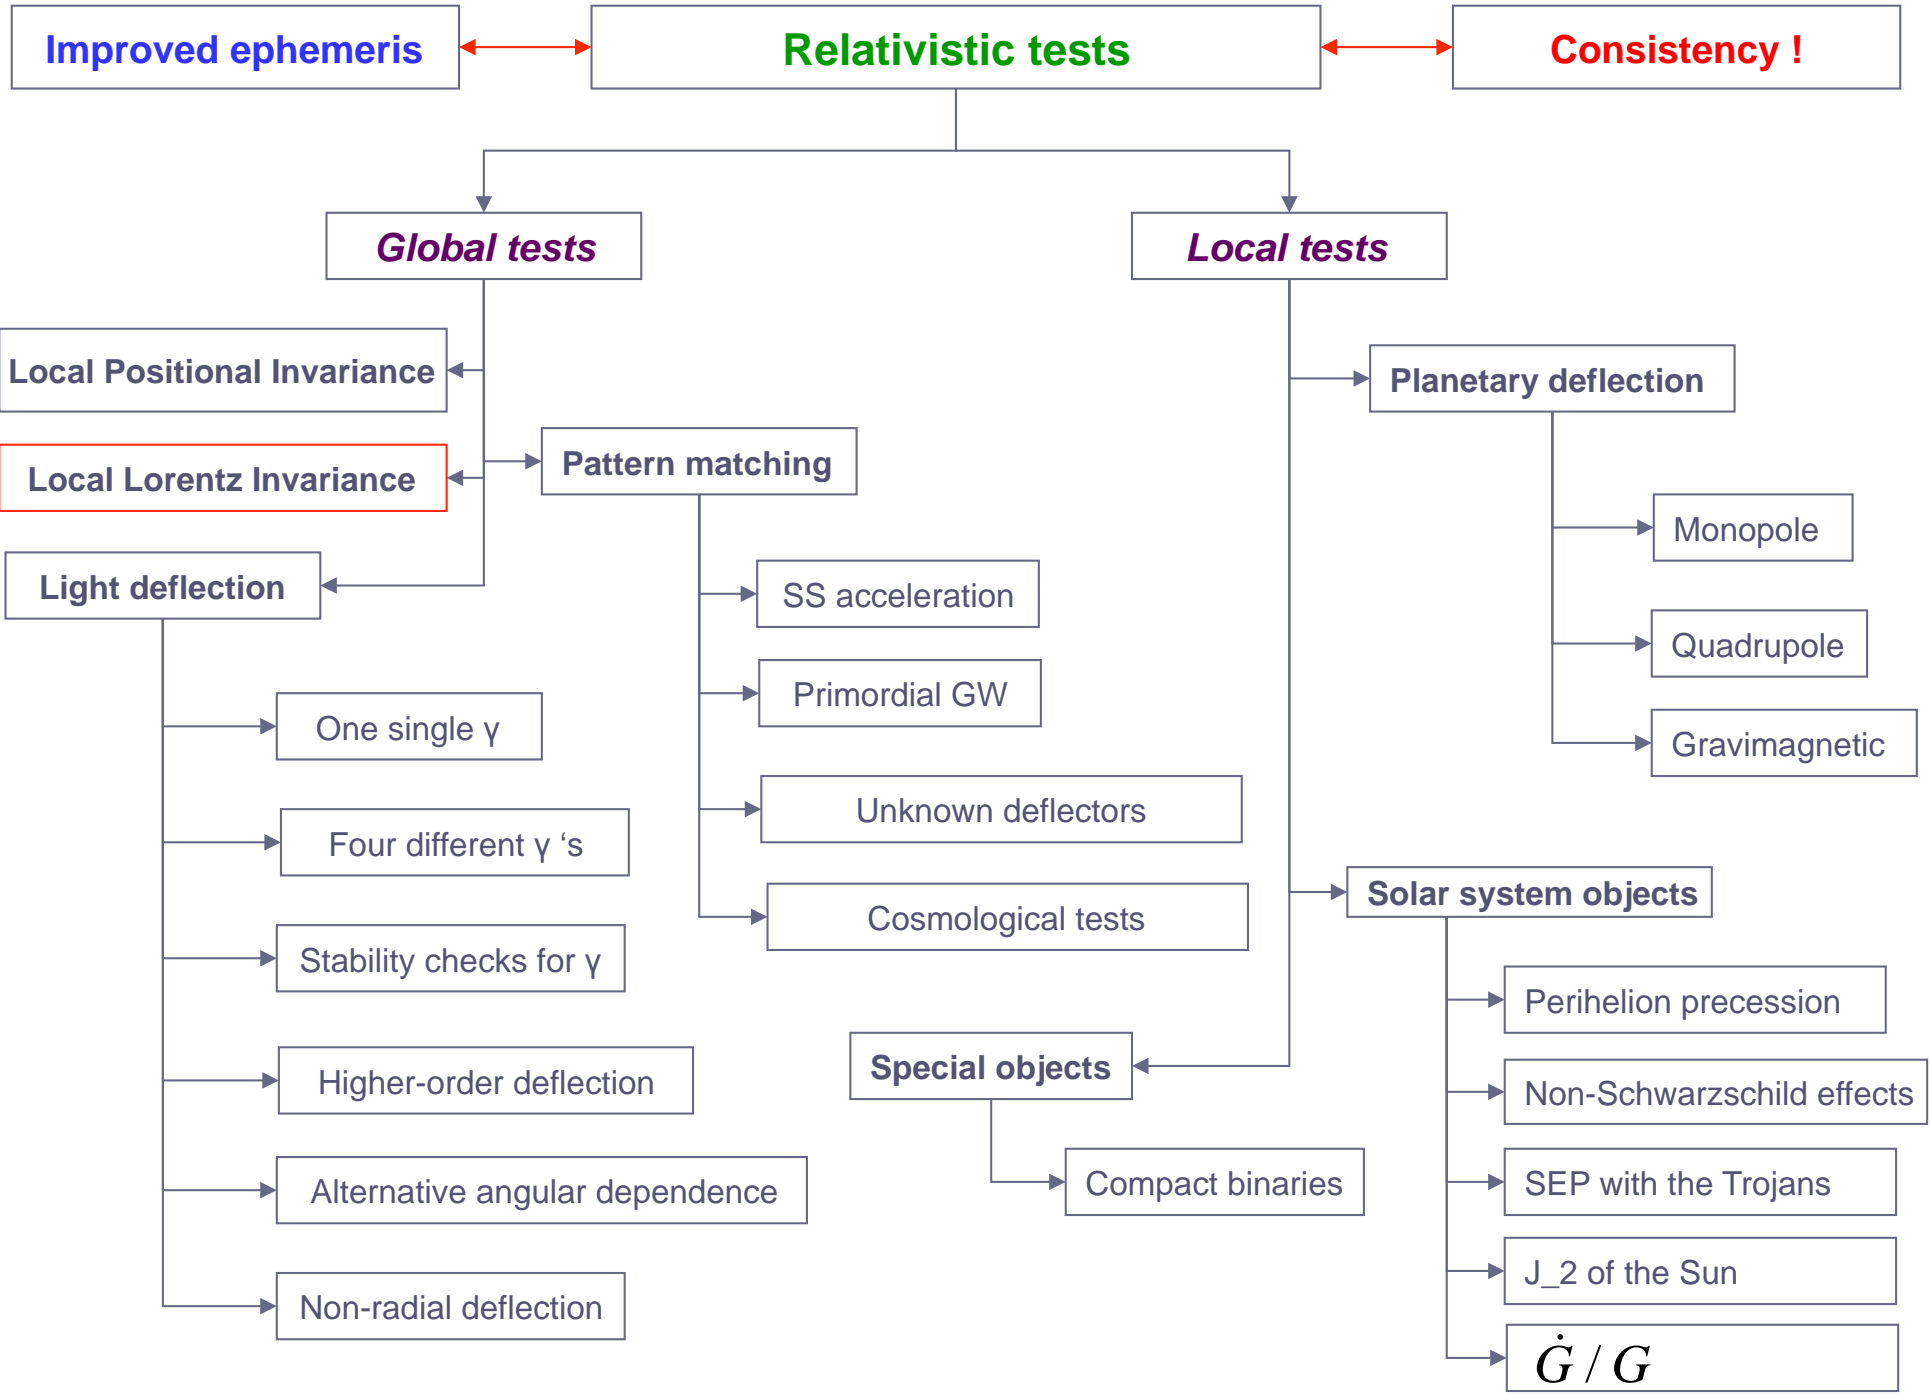 Improved ephemeris
Relativistic tests
Consistency !
Global tests
Local tests
Local Positional Invariance
Local Lorentz Invariance
Light deflection
One single γ
Four different γ ‘s
Stability checks for γ
Higher-order deflection
Alternative angular dependence
Non-radial deflection
Pattern matching
SS acceleration
Primordial GW
Unknown deflectors
Cosmological tests
Planetary deflection
Monopole
Quadrupole
Gravimagnetic
Solar system objects
Perihelion precession
Non-Schwarzschild effects
SEP with the Trojans
J_2 of the Sun
Ġ / G
Special objects
Compact binaries